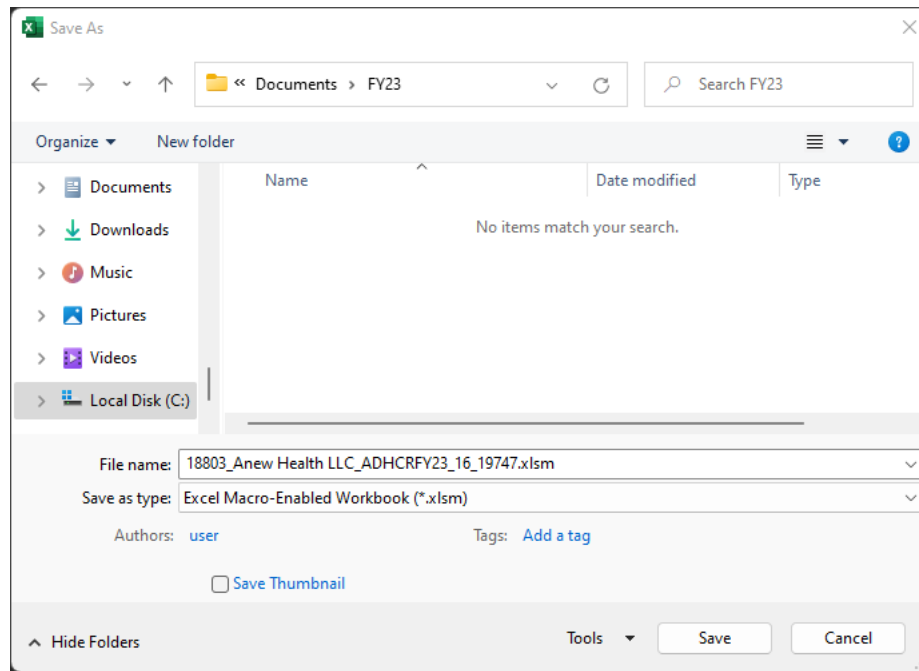 Save As
« Documents › FY23
Search FY23
Organize New folder
Name Date modified Type
No items match your search.
Documents
Downloads
Music
Pictures
Videos
Local Disk (C:)
File name: 18803_Anew Health LLC_ADHCRFY23_16_19747.xlsm
Save as type: Excel Macro-Enabled Workbook (*.xlsm)
Authors: user Tags: Add a tag
Save Thumbnail
Hide Folders Tools Save Cancel